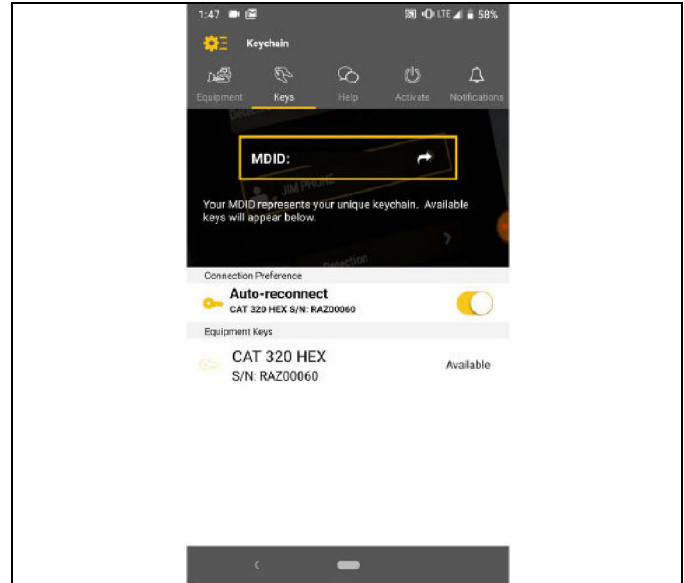 1:47 LTE 58%
Keychain
Equipment Keys Help Activate Notifications
MDID:
JIM PHONE
Your MDID represents your unique keychain. Available
keys will appear below.
Detection
Connection Preference
Auto-reconnect
CAT 320 HEX S/N: RAZ00060
Equipment Keys
CAT 320 HEX
Available
S/N: RAZ00060